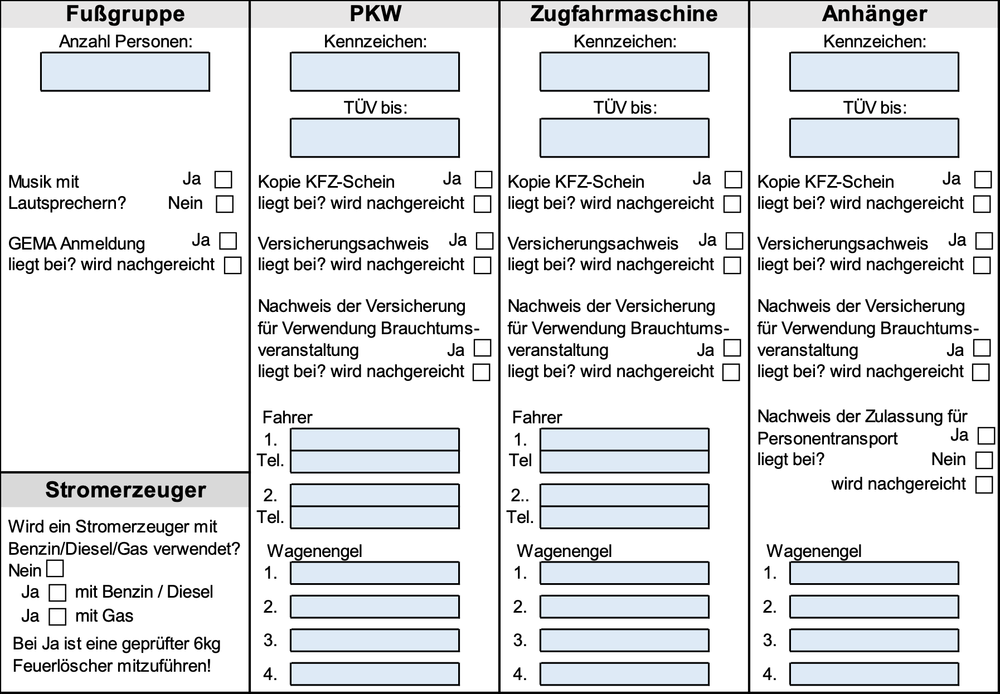 Fußgruppe
Anzahl Personen:
Musik mit Ja
Lautsprechern? Nein
GEMA Anmeldung Ja
liegt bei? wird nachgereicht
Stromerzeuger
Wird ein Stromerzeuger mit
Benzin/Diesel/Gas verwendet?
Nein
Ja mit Benzin / Diesel
Ja mit Gas
Bei Ja ist eine geprüfter 6kg
Feuerlöscher mitzuführen!
PKW
Kennzeichen:
TÜV bis:
Kopie KFZ-Schein Ja
liegt bei? wird nachgereicht
Versicherungsachweis Ja
liegt bei? wird nachgereicht
Nachweis der Versicherung
für Verwendung Brauchtums-
veranstaltung Ja
liegt bei? wird nachgereicht
Fahrer
1.
Tel.
2.
Tel.
Wagenengel
1.
2.
3.
4.
Zugfahrmaschine
Kennzeichen:
TÜV bis:
Kopie KFZ-Schein Ja
liegt bei? wird nachgereicht
Versicherungsachweis Ja
liegt bei? wird nachgereicht
Nachweis der Versicherung
für Verwendung Brauchtums-
veranstaltung Ja
liegt bei? wird nachgereicht
Fahrer
1.
Tel
2..
Tel.
Wagenengel
1.
2.
3.
4.
Anhänger
Kennzeichen:
TÜV bis:
Kopie KFZ-Schein Ja
liegt bei? wird nachgereicht
Versicherungsachweis Ja
liegt bei? wird nachgereicht
Nachweis der Versicherung
für Verwendung Brauchtums-
veranstaltung Ja
liegt bei? wird nachgereicht
Nachweis der Zulassung für
Personentransport Ja
liegt bei? Nein
wird nachgereicht
Wagenengel
1.
2.
3.
4.